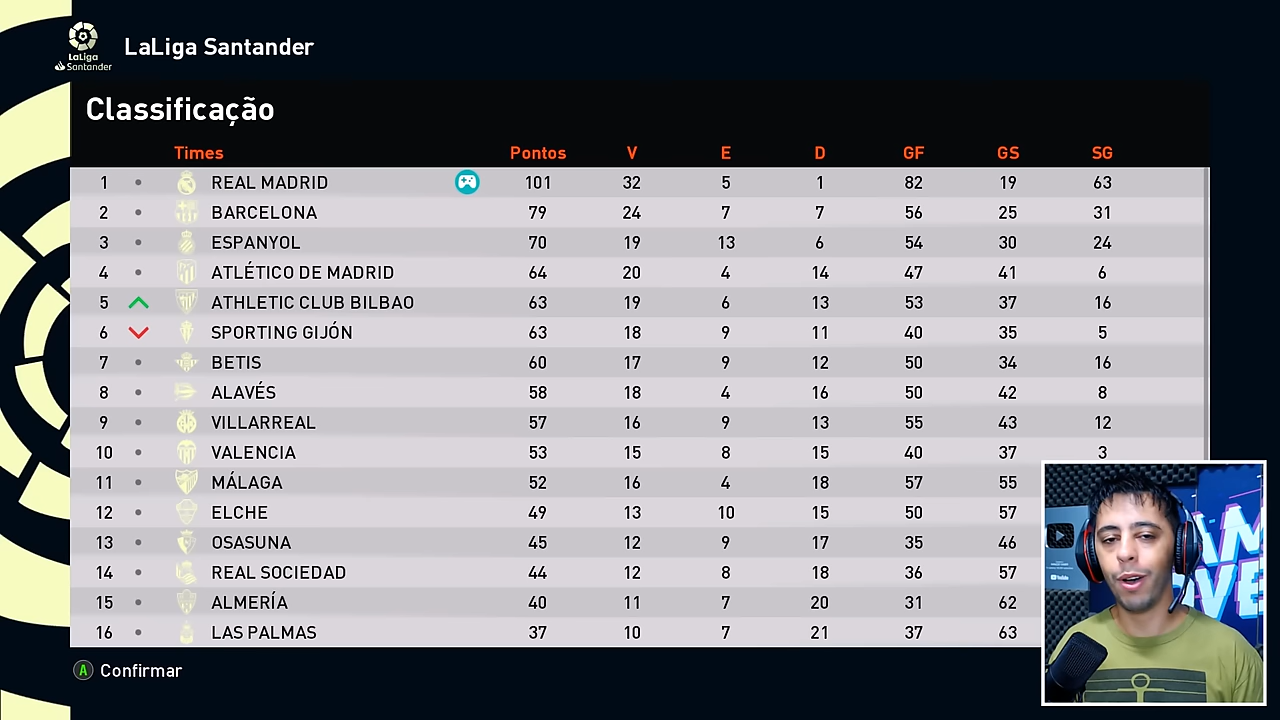 LaLiga Santander
LaLiga
Santander
Classificação
Times Pontos V E D GF GS SG
1 REAL MADRID 101 32 5 1 82 19 63
2 BARCELONA 79 24 7 7 56 25 31
3 ESPANYOL 70 19 13 6 54 30 24
4 ATLÉTICO DE MADRID 64 20 4 14 47 41 6
5 ATHLETIC CLUB BILBAO 63 19 6 13 53 37 16
6 SPORTING GIJÓN 63 18 9 11 40 35 5
7 BETIS 60 17 9 12 50 34 16
8 ALAVÉS 58 18 4 16 50 42 8
9 VILLARREAL 57 16 9 13 55 43 12
10 VALENCIA 53 15 8 15 40 37 3
11 MÁLAGA 52 16 4 18 57 55
12 ELCHE 49 13 10 15 50 57
13 OSASUNA 45 12 9 17 35 46
14 REAL SOCIEDAD 44 12 8 18 36 57
15 ALMERÍA 40 11 7 20 31 62
16 LAS PALMAS 37 10 7 21 37 63
A Confirmar